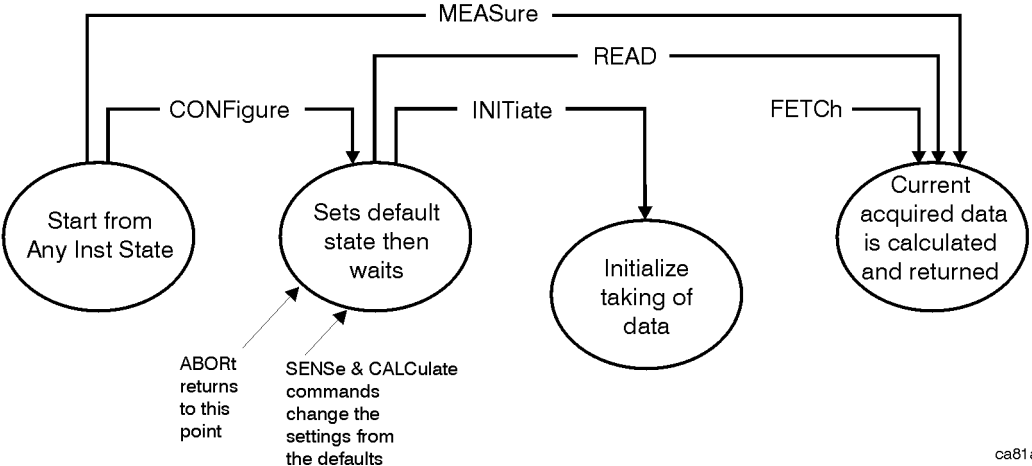 MEASure
READ
CONFigure
INITiate
FETCh
Start from
Any Inst State
Sets default
state then
waits
Initialize
taking of
data
Current
acquired data
is calculated
and returned
ABORt
returns
to this
point
SENSe & CALCulate
commands
change the
settings from
the defaults